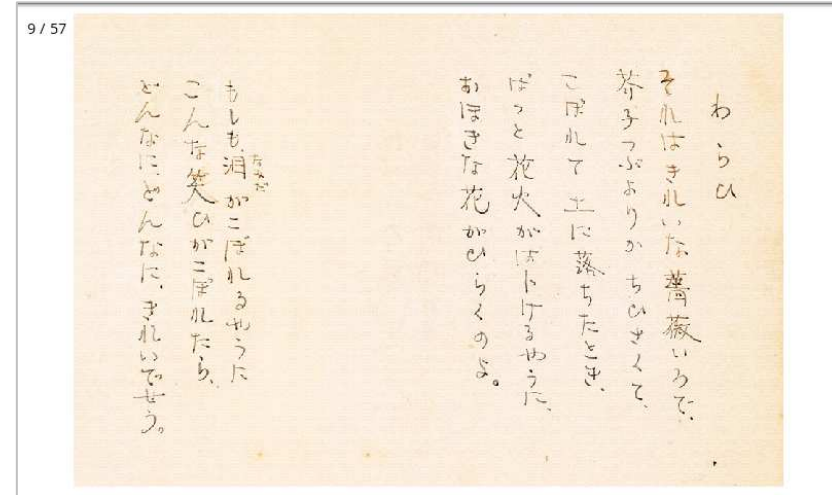 9 / 57
わらひ
それはきれいな薔薇いろで、
芥子つぶよりかちひさくて、
こぼれて土に落ちたとき、
ぱつと花火がはじけるやうに、
おほきな花がひらくのよ。
もしも泪なみだがこぼれるやうに
こんな笑ひがこぼれたら、
どんなに、どんなに、きれいでせう。